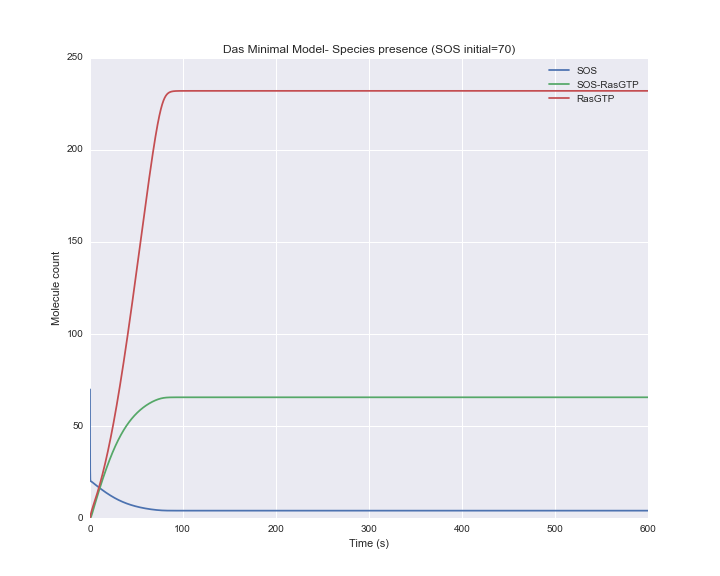 Das Minimal Model- Species presence (SOS initial=70)
250
200
150
100
50
0
Molecule count
SOS
SOS-RasGTP
RasGTP
0 100 200 300 400 500 600
Time (s)